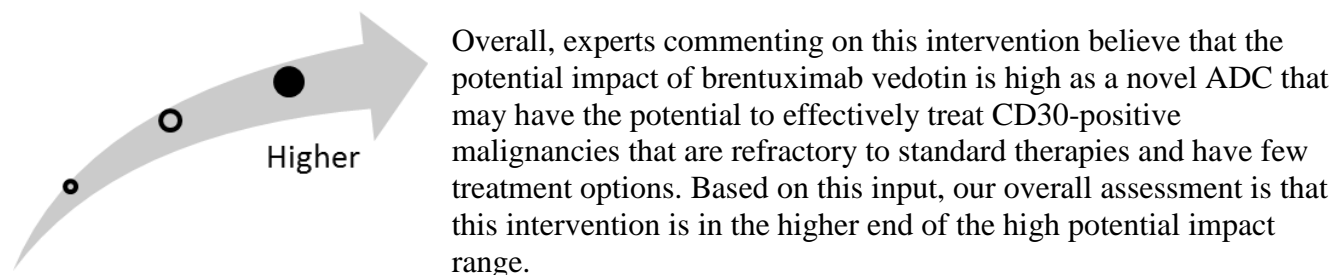 Overall, experts commenting on this intervention believe that the
potential impact of brentuximab vedotin is high as a novel ADC that
may have the potential to effectively treat CD30-positive
malignancies that are refractory to standard therapies and have few
treatment options. Based on this input, our overall assessment is that
this intervention is in the higher end of the high potential impact
range.
Higher